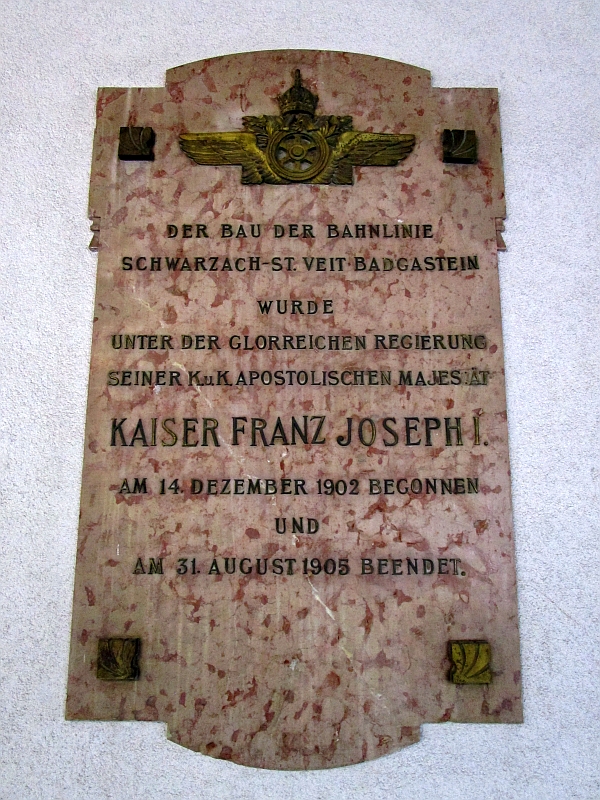 DER BAU DER BAHNLINIE
SCHWARZACH-ST. VEIT-BADGASTEIN
WURDE
UNTER DER GLORREICHEN REGIERUNG
SEINER K.U.K. APOSTOLISCHEN MAJESTÄT
KAISER FRANZ JOSEPH I.
AM 14. DEZEMBER 1902 BEGONNEN
UND
AM 31. AUGUST 1905 BEENDET.